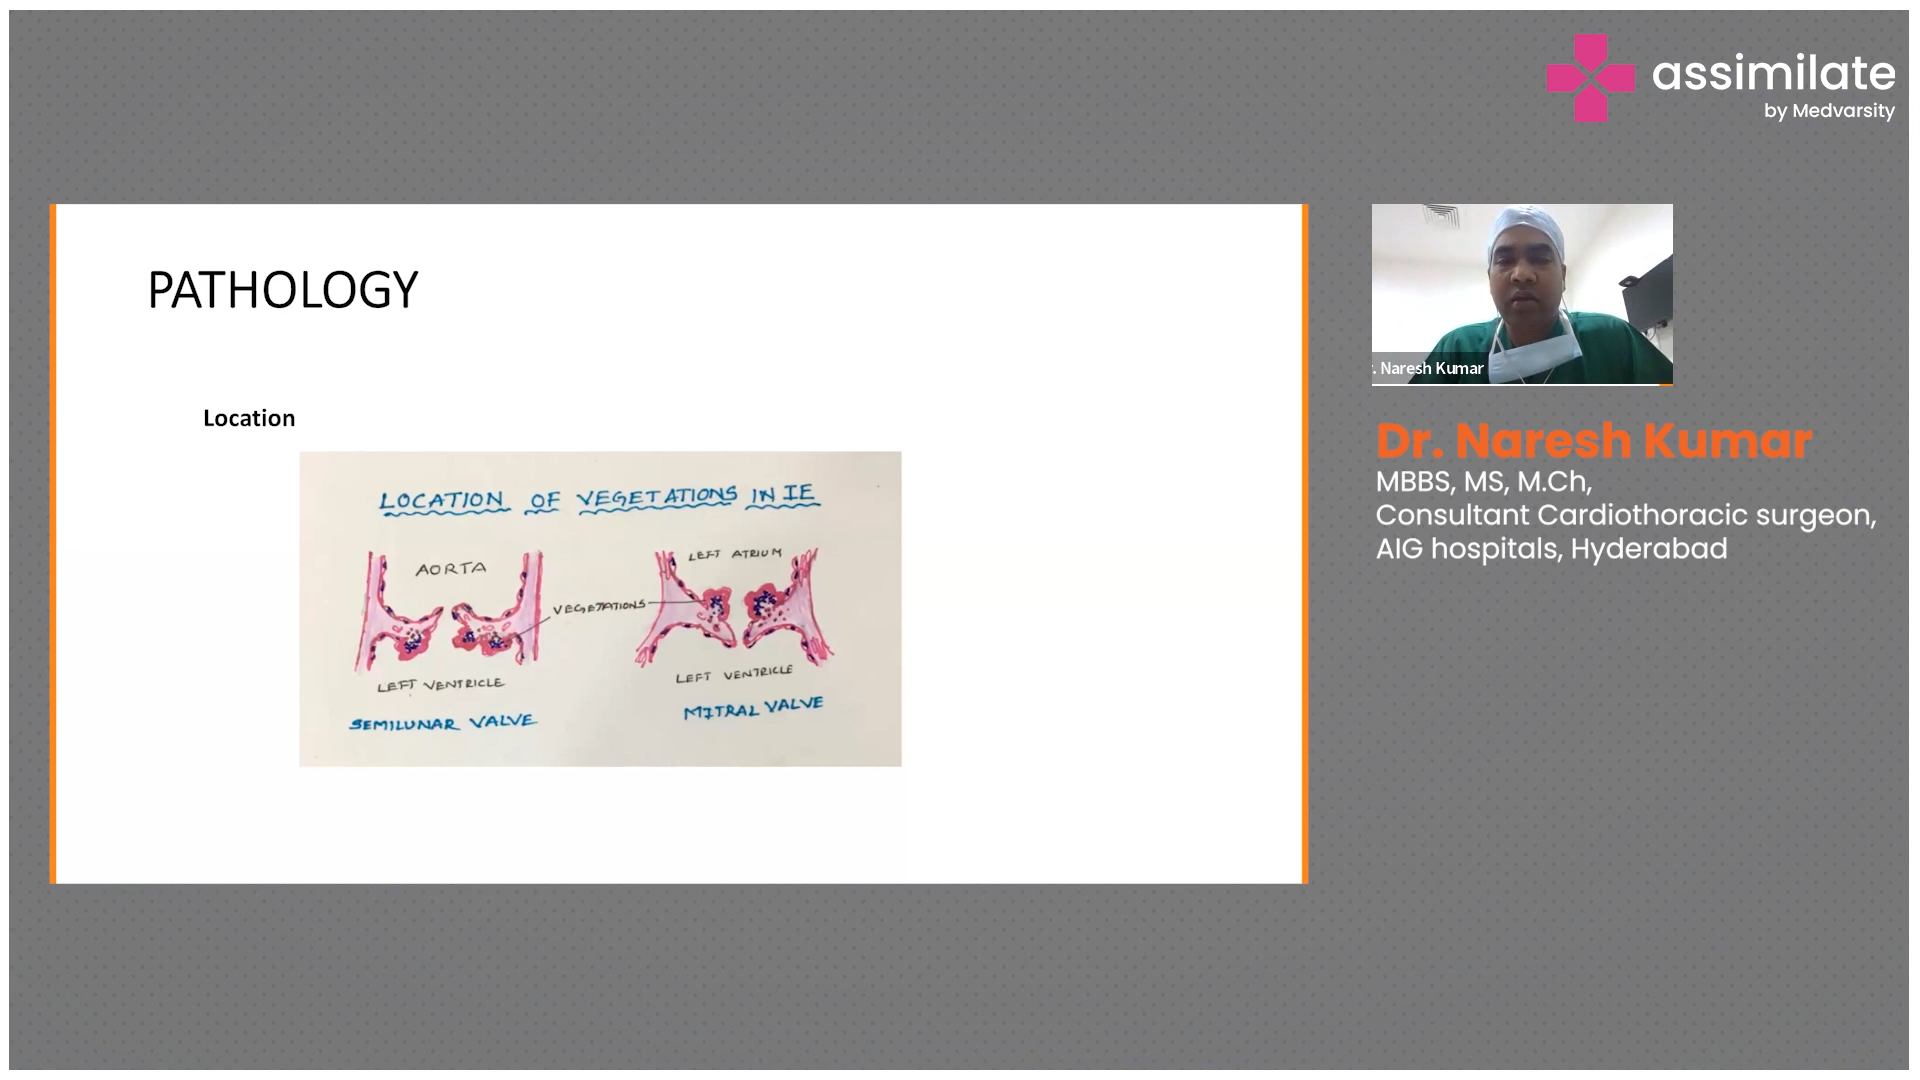 assimilate
by Medvarsity
PATHOLOGY
Location
LOCATION OF VEGETATIONS IN IE
AORTA
LEFT ATRIUM
VEGETATIONS
LEFT VENTRICLE
LEFT VENTRICLE
SEMILUNAR VALVE
MITRAL VALVE
. Naresh Kumar
Dr. Naresh Kumar
MBBS, MS, M.Ch,
Consultant Cardiothoracic surgeon,
AIG hospitals, Hyderabad